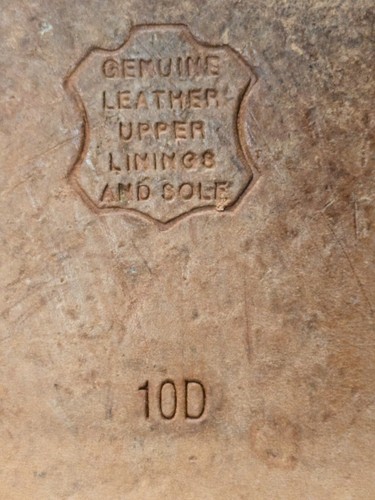 GENUINE
LEATHER
UPPER
LININGS
AND SOLE
10D